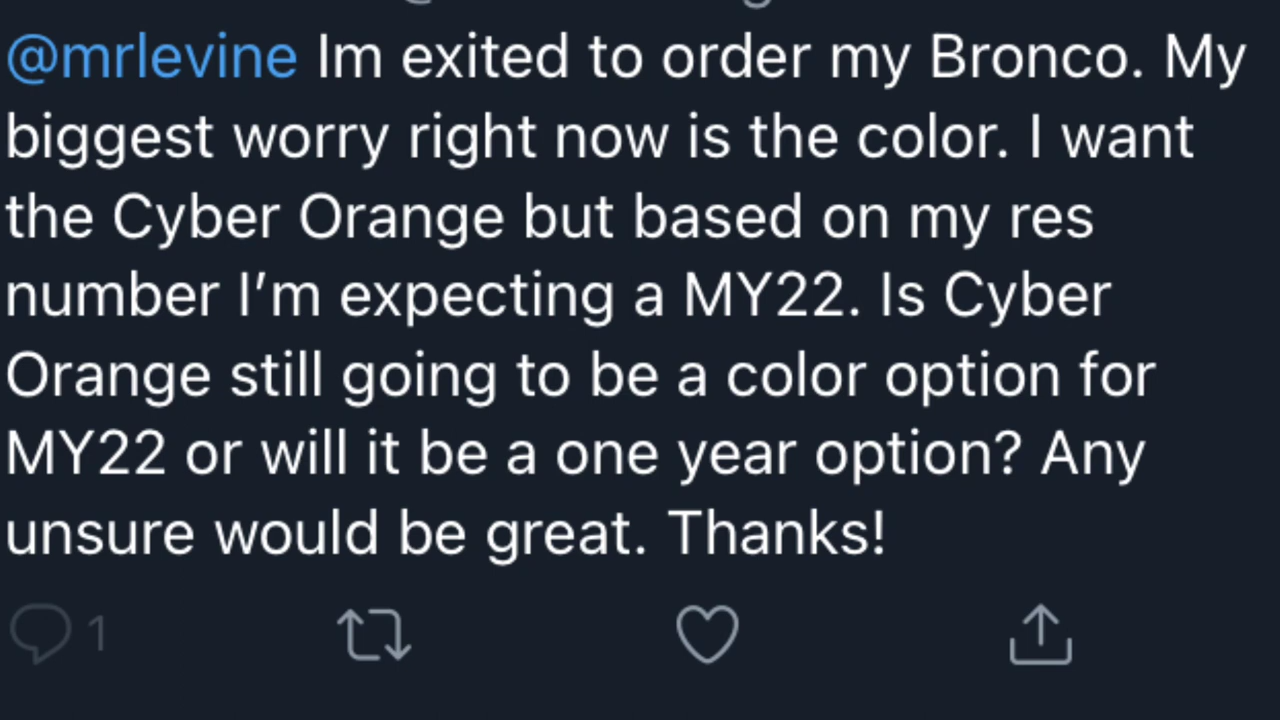 @mrlevine Im exited to order my Bronco. My
biggest worry right now is the color. I want
the Cyber Orange but based on my res
number I’m expecting a MY22. Is Cyber
Orange still going to be a color option for
MY22 or will it be a one year option? Any
unsure would be great. Thanks!
1